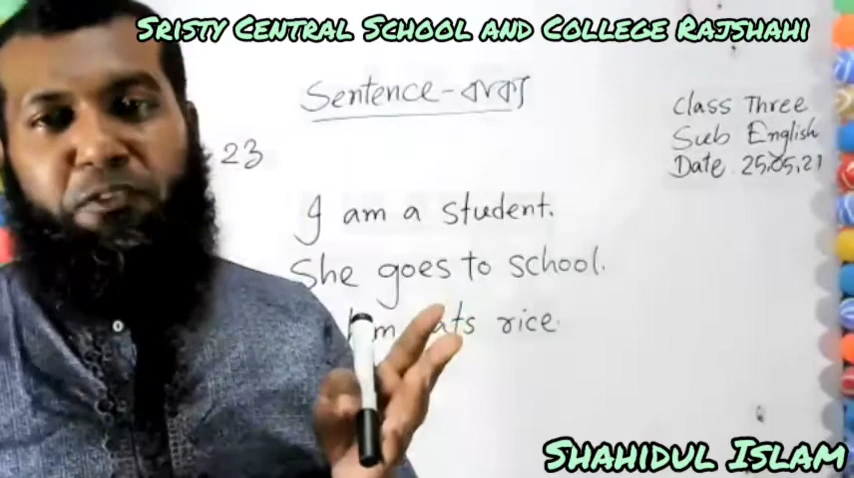 Sristy Central School and College Rajshahi
Sentence - বাক্য
Class Three
Sub English
Date 25.05.21
23
I am a student.
She goes to school.
rice.
Shahidul Islam